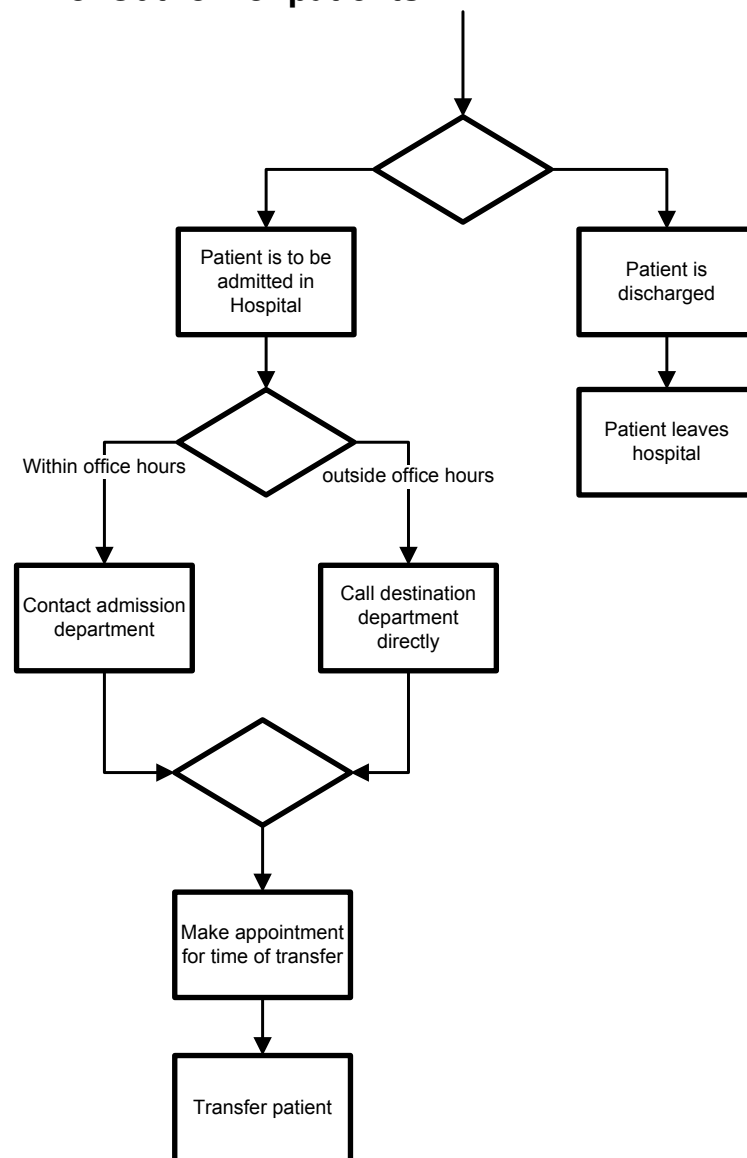 patients
Patient is to be
admitted in
Hospital
Patient is
discharged
Patient leaves
hospital
Within office hours
outside office hours
Contact admission
department
Call destination
department
directly
Make appointment
for time of transfer
Transfer patient